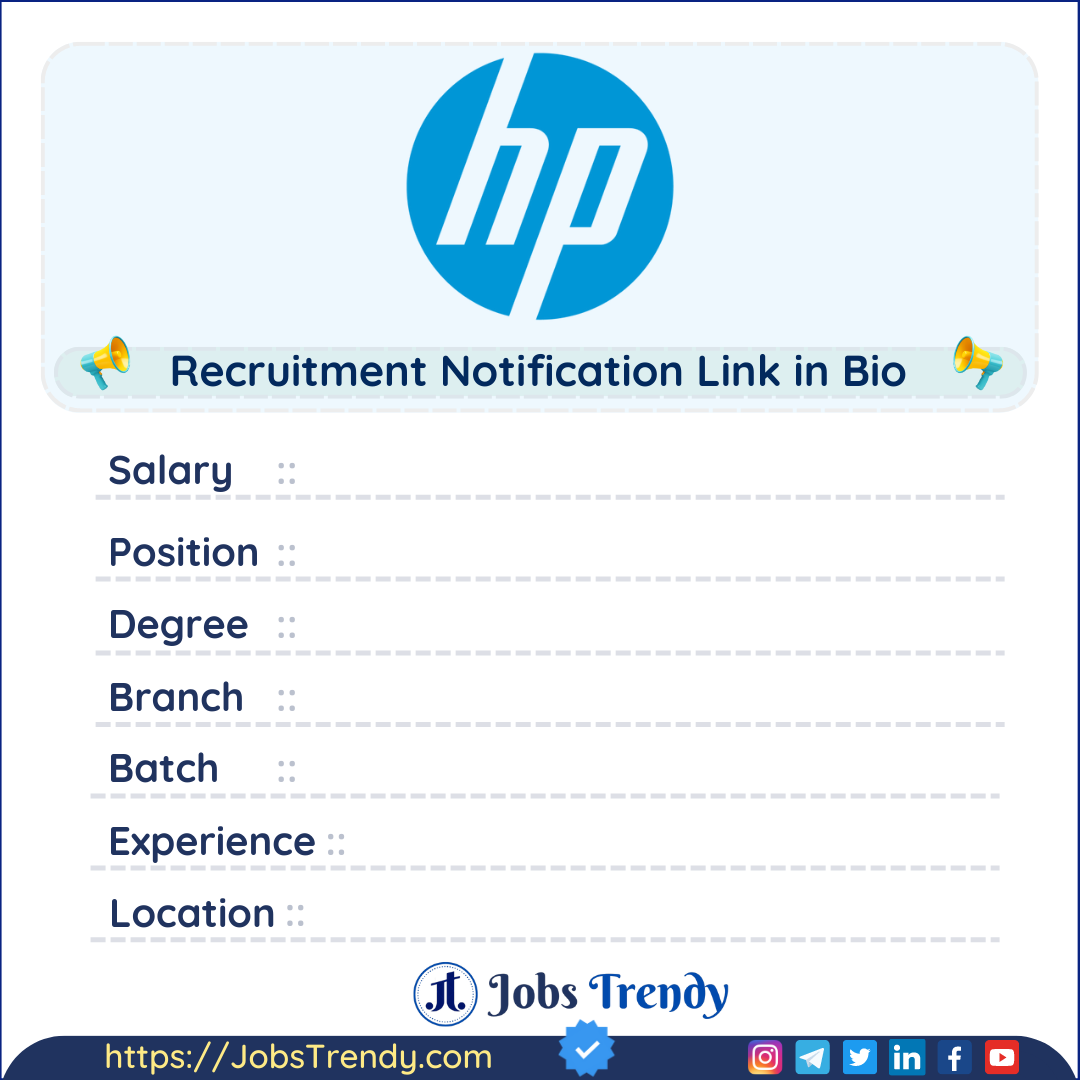 hp
Recruitment Notification Link in Bio
Salary ::
Position ::
Degree ::
Branch ::
Batch ::
Experience ::
Location ::
Jobs Trendy
https://JobsTrendy.com